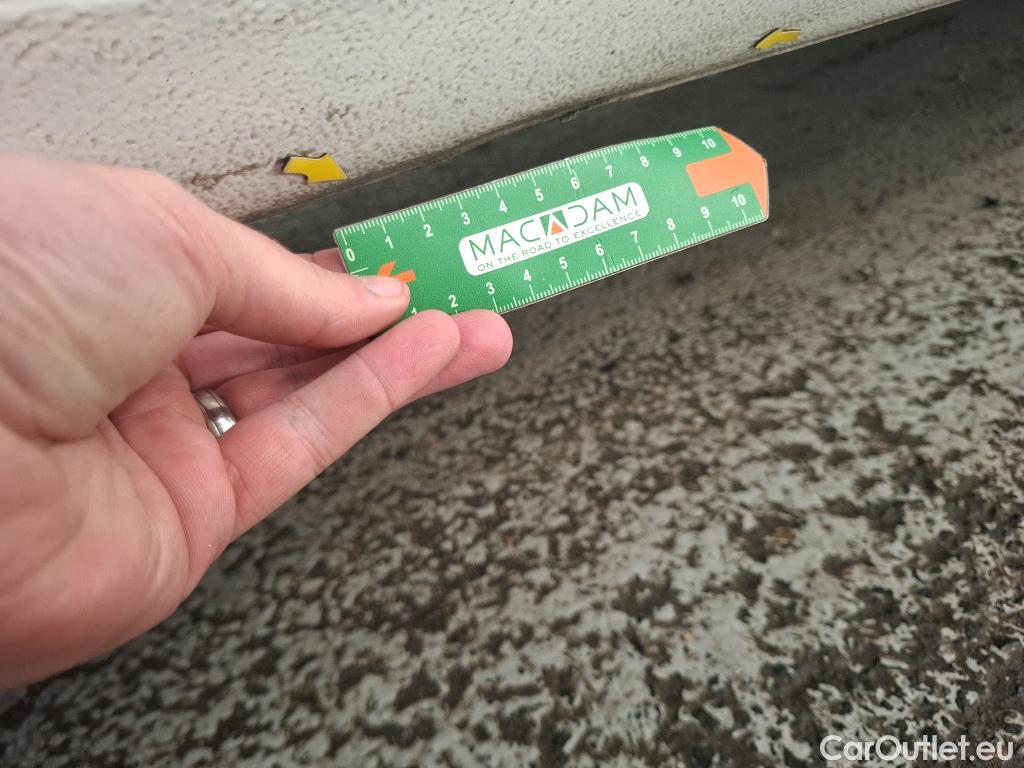 0 1 2 3 4 5 6 7 8 9 10
MACADAM
ON THE ROAD TO EXCELLENCE
1 2 3 4 5 6 7 8 9 10
CarOutlet.eu